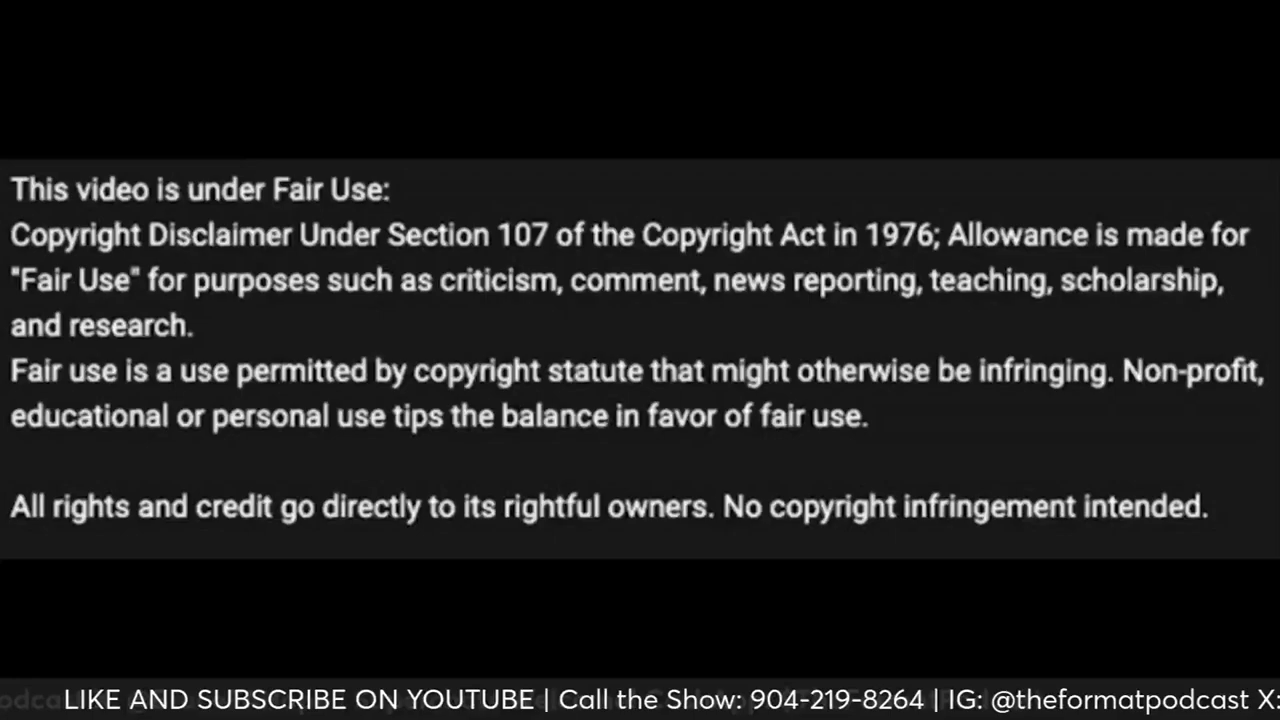 This video is under Fair Use:
Copyright Disclaimer Under Section 107 of the Copyright Act in 1976; Allowance is made for
"Fair Use" for purposes such as criticism, comment, news reporting, teaching, scholarship,
and research.
Fair use is a use permitted by copyright statute that might otherwise be infringing. Non-profit,
educational or personal use tips the balance in favor of fair use.
All rights and credit go directly to its rightful owners. No copyright infringement intended.
LIKE AND SUBSCRIBE ON YOUTUBE | Call the Show: 904-219-8264 | IG: @theformatpodcast X: